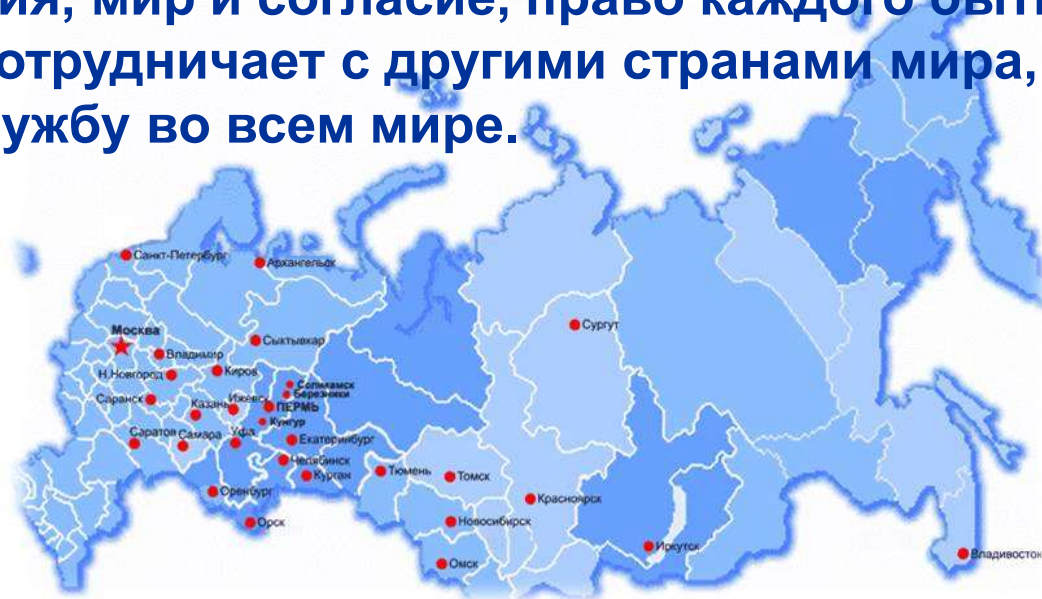 ия, мир и согласие, право каждого быть
отрудничает с другими странами мира,
ужбу во всем мире.
Санкт-Петербург
Архангельск
Москва
Сыктывкар
Сургут
Владимир
Н.Новгород
Киров
Соликамск
Березники
Саранск
Казань
Ижевск
ПЕРМЬ
Кунгур
Саратов
Самара
Уфа
Екатеринбург
Челябинск
Курган
Тюмень
Томск
Красноярск
Оренбург
Орск
Новосибирск
Омск
Иркутск
Владивосток